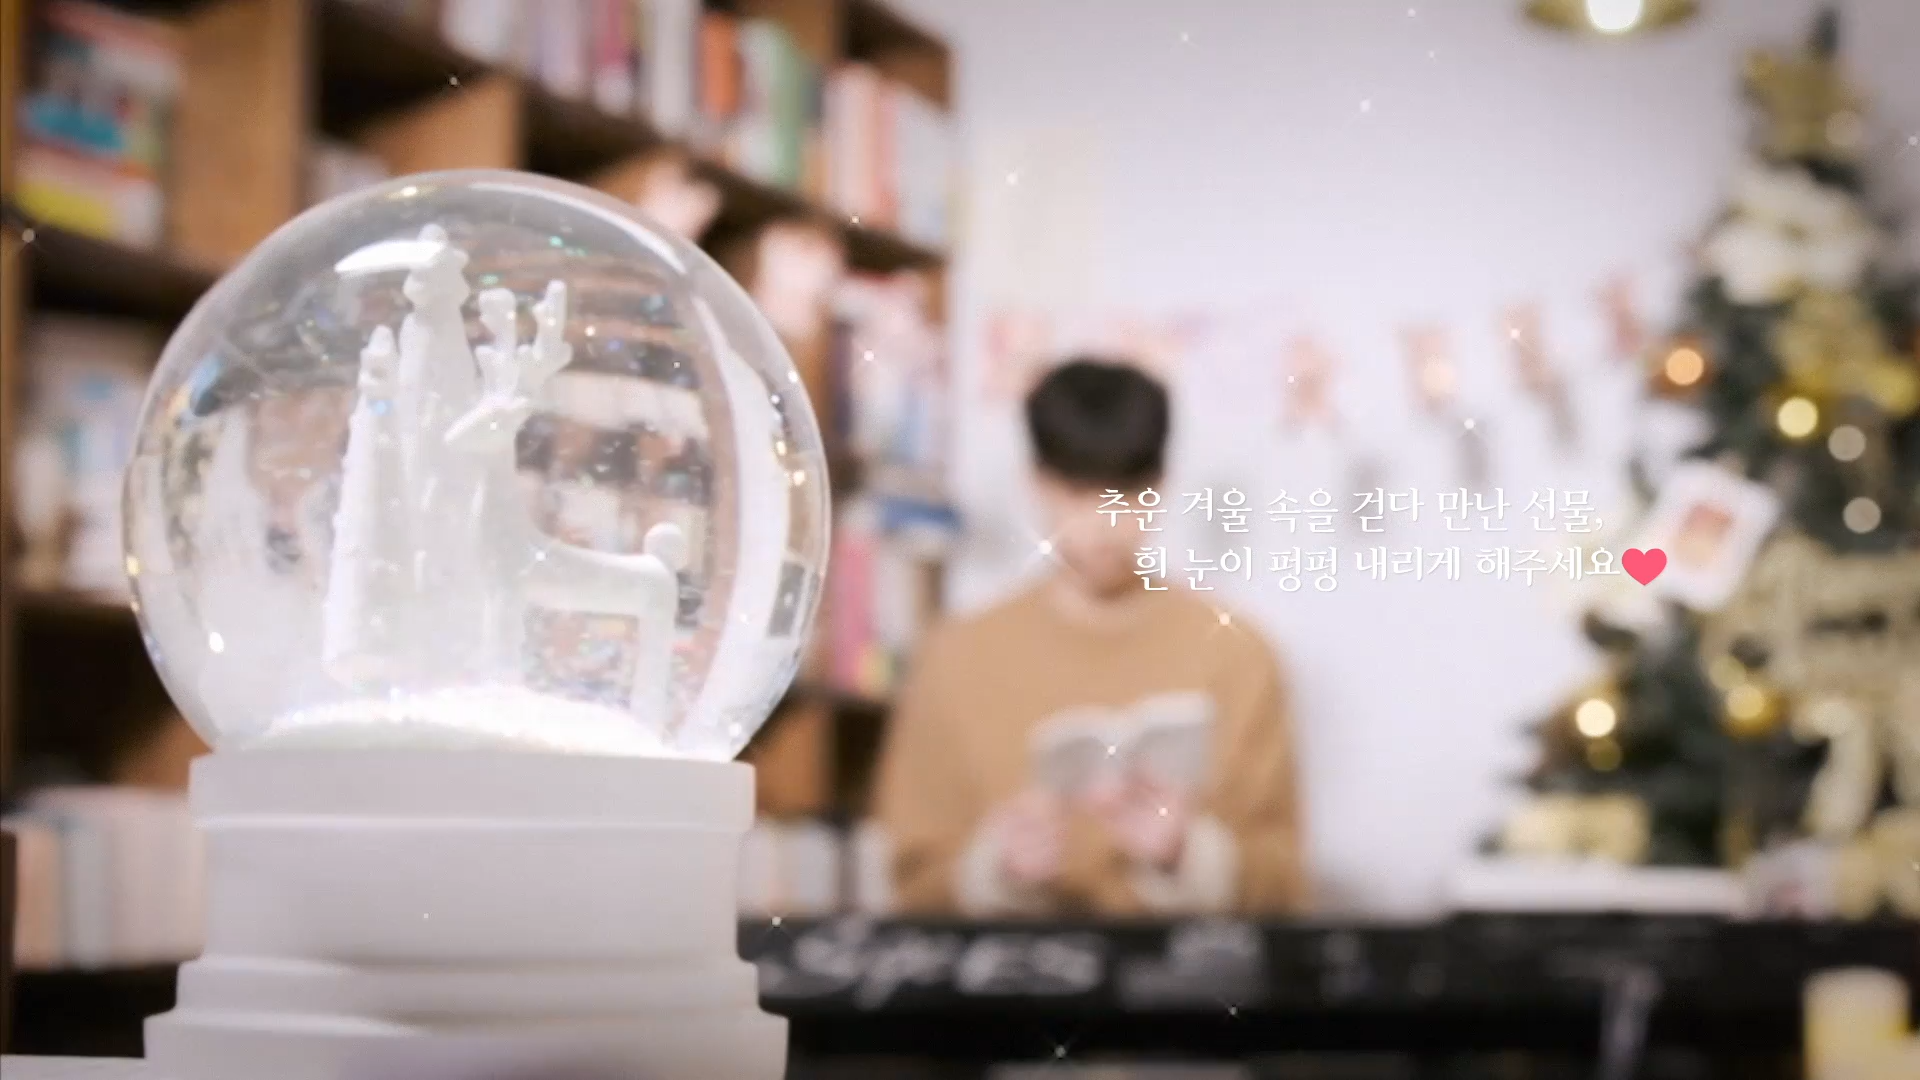 추운 겨울 속을 걷다 만난 선물,
흰 눈이 펑펑 내리게 해주세요❤